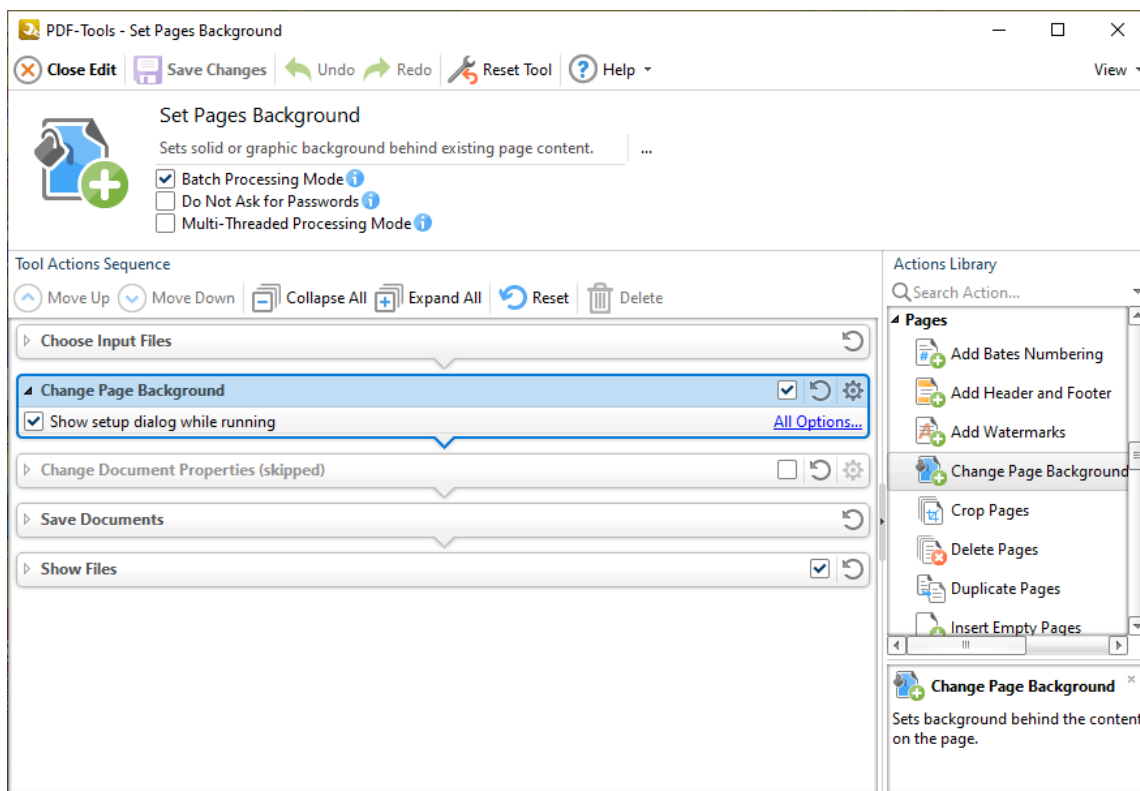 PDF-Tools - Set Pages Background
Close Edit Save Changes Undo Redo Reset Tool ? Help View
Set Pages Background
Sets solid or graphic background behind existing page content. ...
Batch Processing Mode i
Do Not Ask for Passwords i
Multi-Threaded Processing Mode i
Tool Actions Sequence
Move Up Move Down Collapse All Expand All Reset Delete
Choose Input Files
Change Page Background
Show setup dialog while running All Options...
Change Document Properties (skipped)
Save Documents
Show Files
Actions Library
Search Action...
Pages
Add Bates Numbering
Add Header and Footer
Add Watermarks
Change Page Background
Crop Pages
Delete Pages
Duplicate Pages
Insert Empty Pages
Change Page Background
Sets background behind the content
on the page.